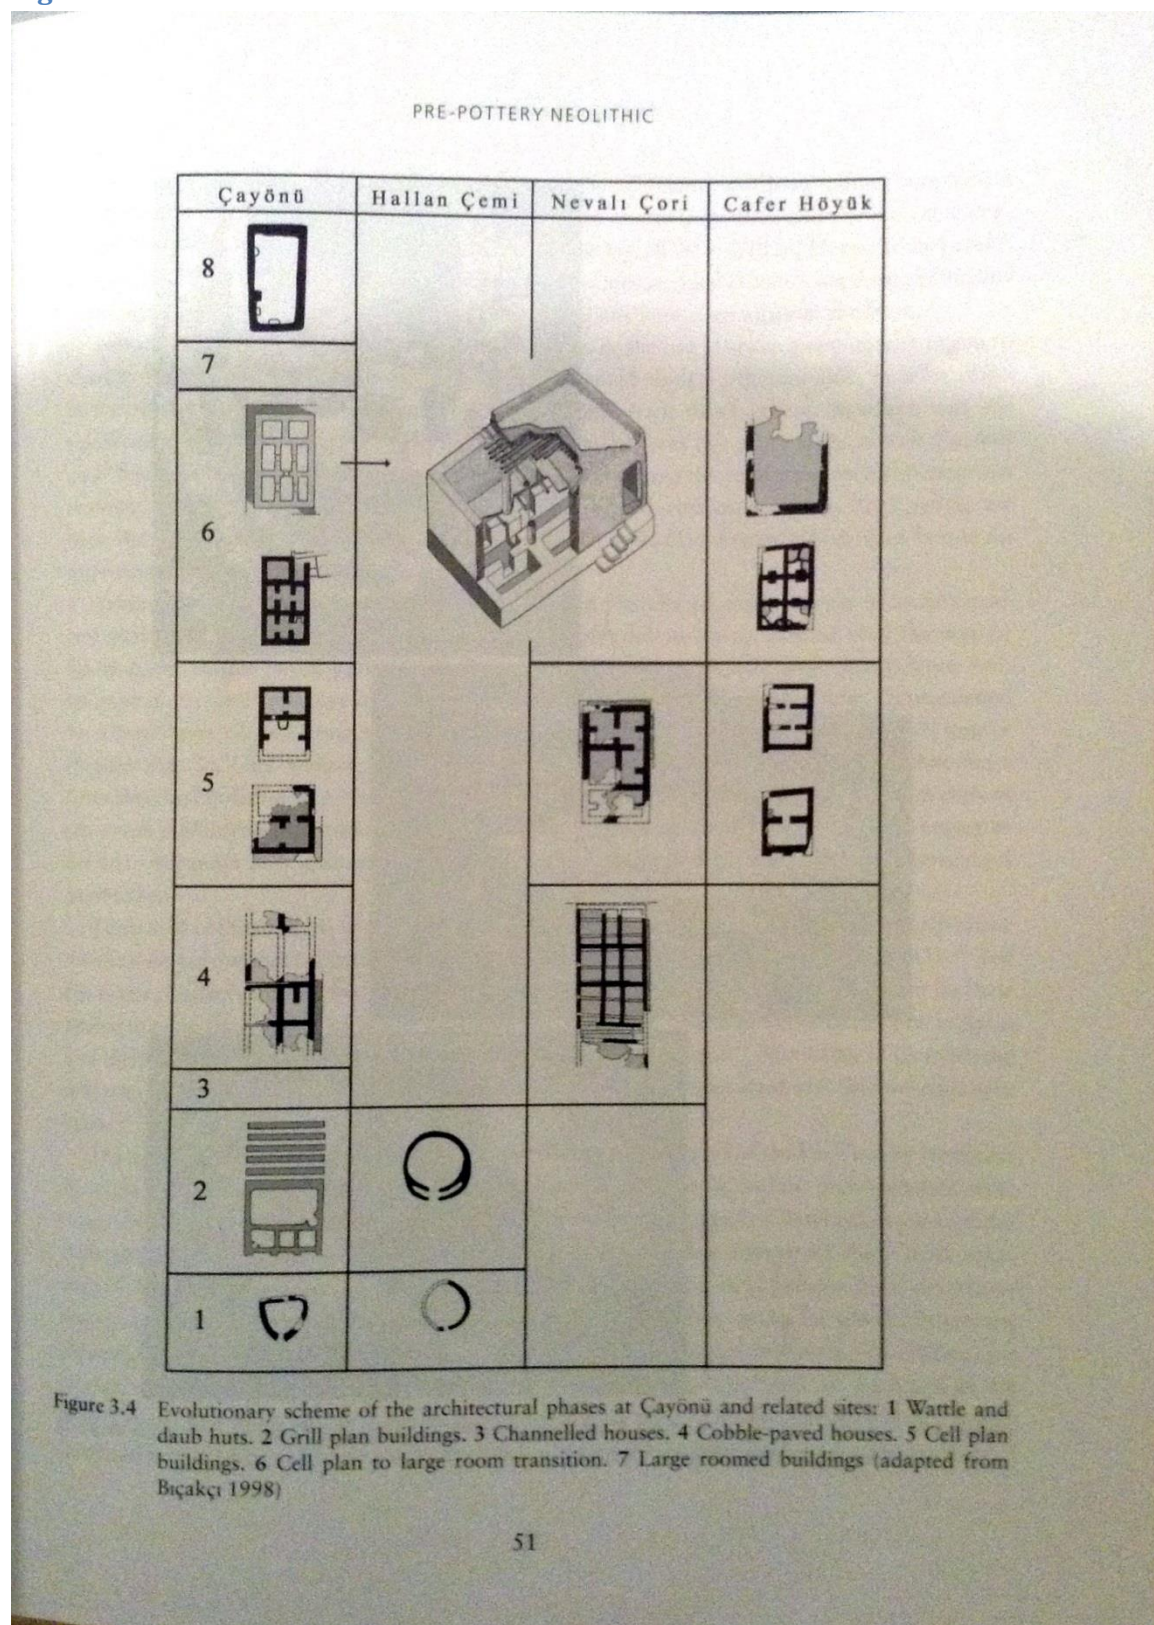 PRE-POTTERY NEOLITHIC
Çayönü Hallan Çemi Nevalı Çori Cafer Höyük
8
7
6
5
4
3
2
1
Figure 3.4 Evolutionary scheme of the architectural phases at Çayönü and related sites: 1 Wattle and
daub huts. 2 Grill plan buildings. 3 Channelled houses. 4 Cobble-paved houses. 5 Cell plan
buildings. 6 Cell plan to large room transition. 7 Large roomed buildings (adapted from
Bıçakçı 1998)
51